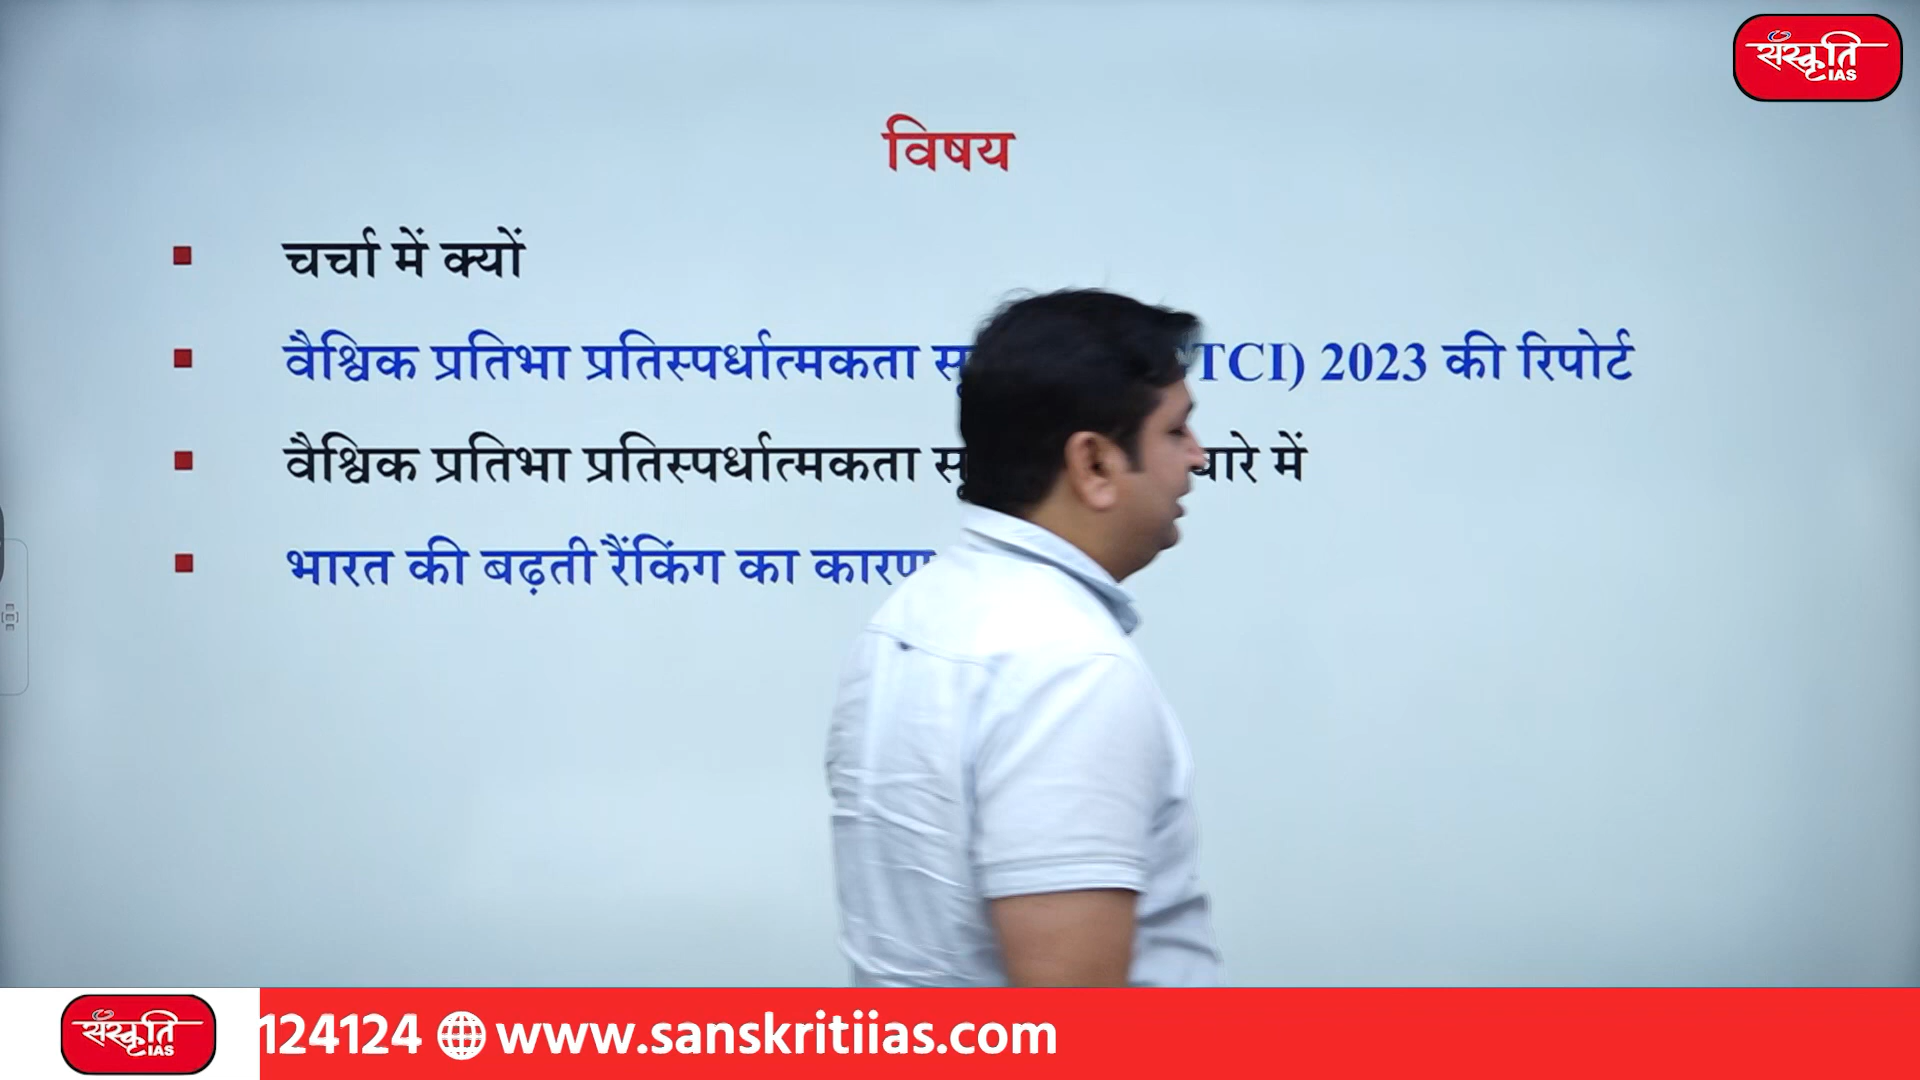 संस्कृति
IAS
विषय
चर्चा में क्यों
वैश्विक प्रतिभा प्रतिस्पर्धात्मकता TCI) 2023 की रिपोर्ट
वैश्विक प्रतिभा प्रतिस्पर्धात्मकता बारे में
भारत की बढ़ती रैंकिंग का कारण
संस्कृति
IAS
124124 www.sanskritiias.com